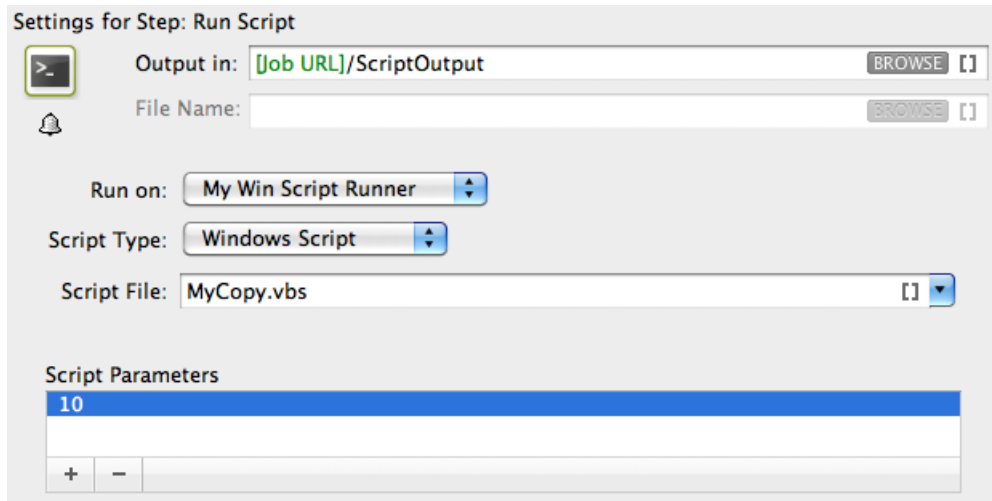 Settings for Step: Run Script
Output in: [Job URL]/ScriptOutput BROWSE []
File Name: BROWSE []
Run on: My Win Script Runner
Script Type: Windows Script
Script File: MyCopy.vbs []
Script Parameters
10
+ −